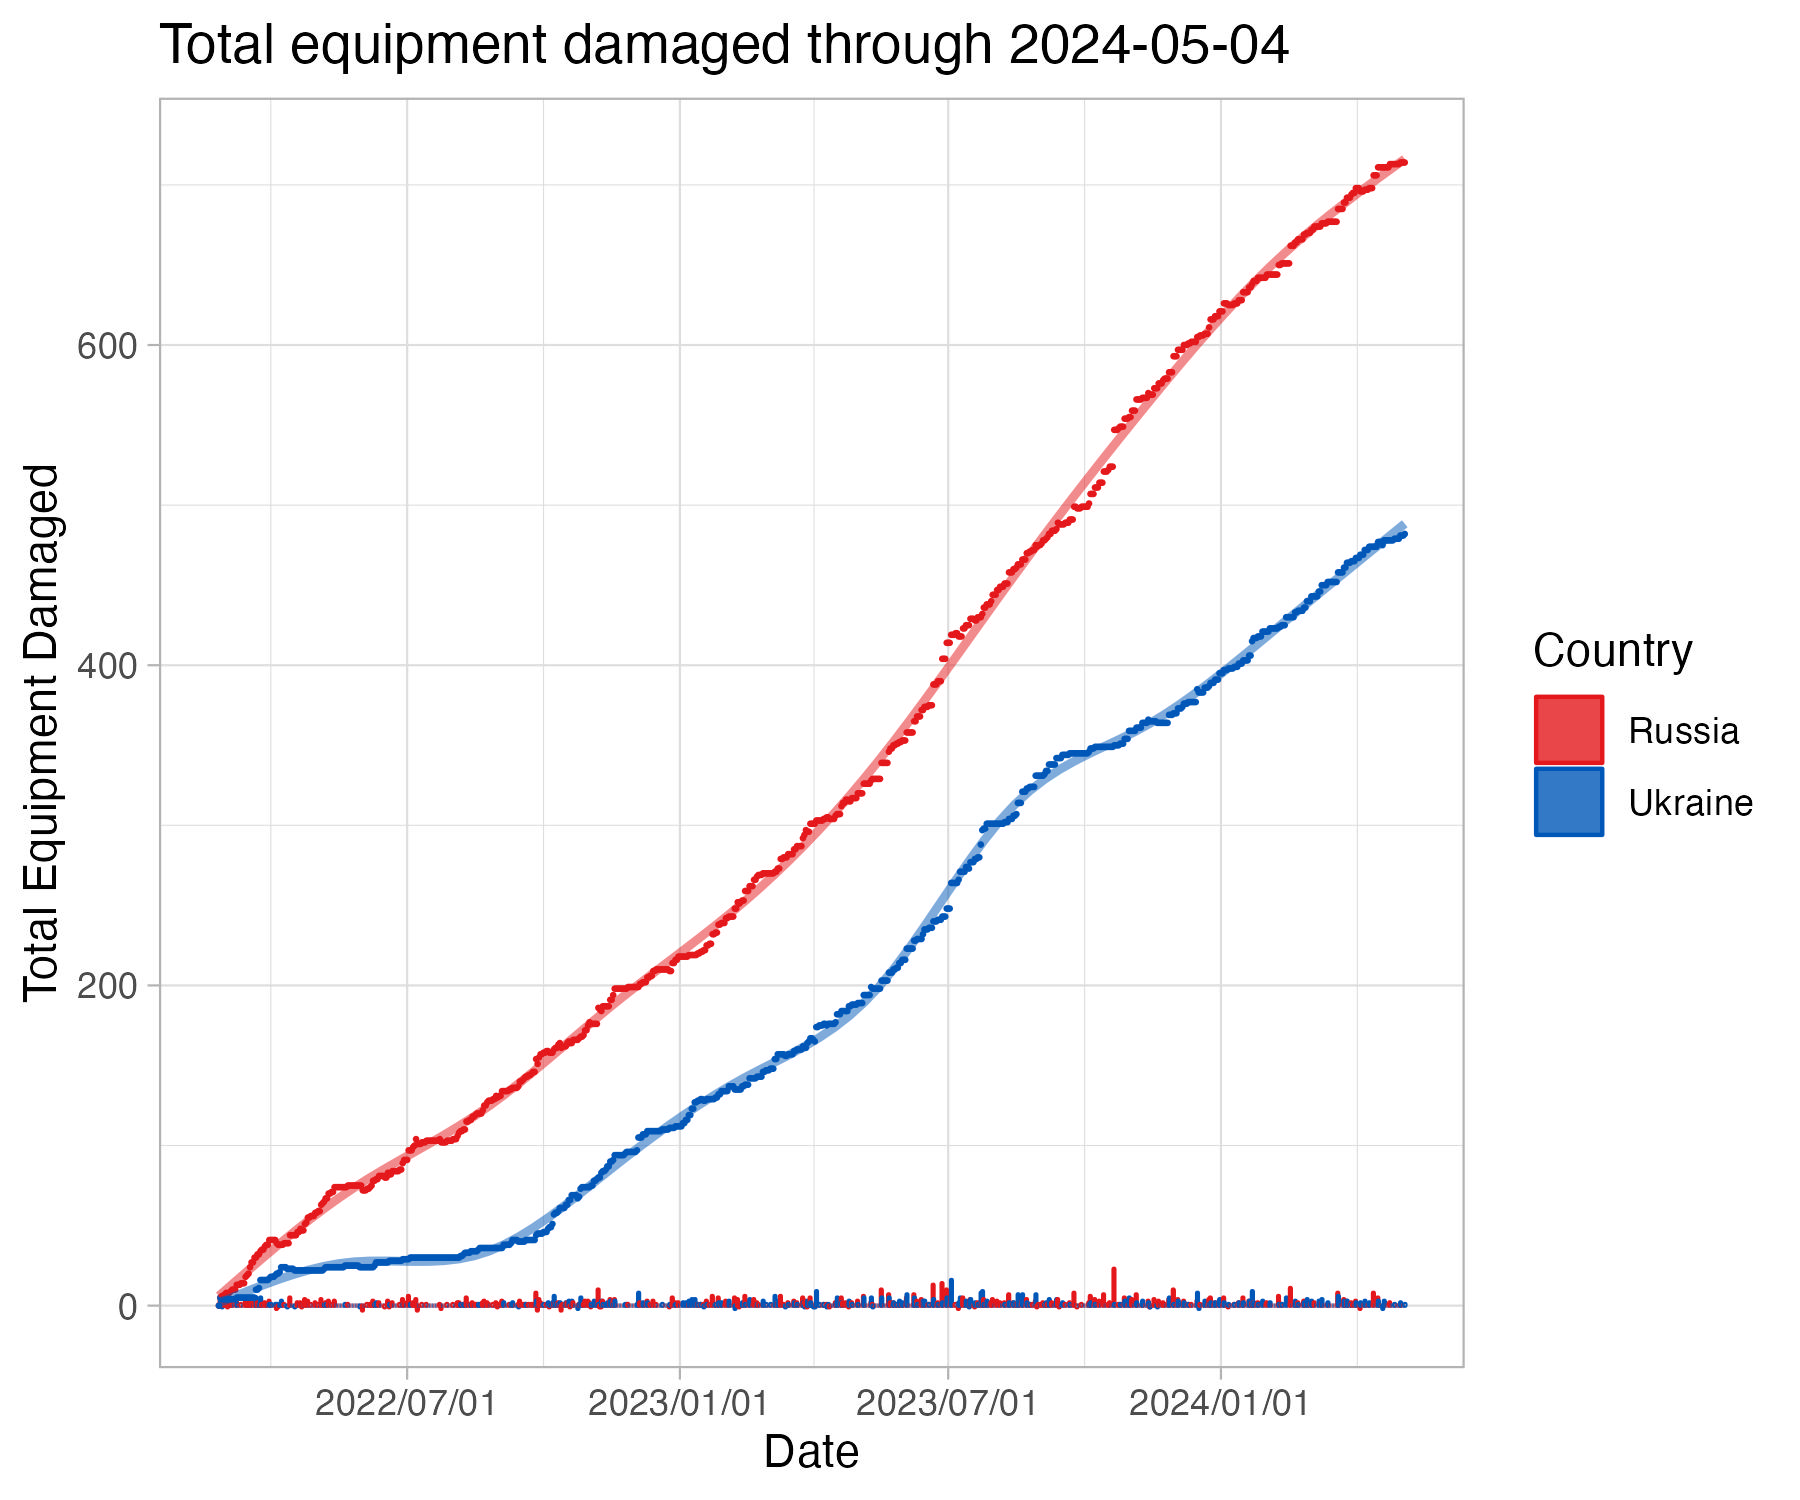 Total equipment damaged through 2024-05-04
Total Equipment Damaged
600
400
200
0
2022/07/01
2023/01/01
2023/07/01
2024/01/01
Date
Country
Russia
Ukraine